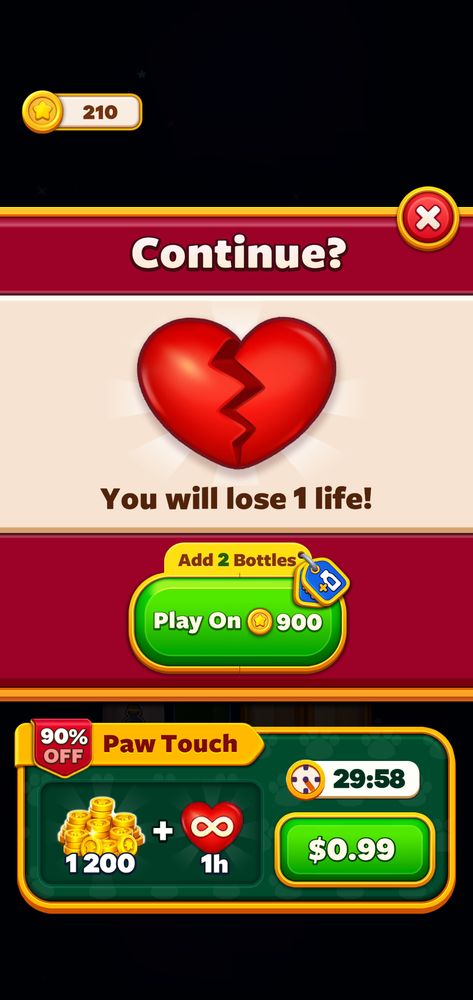 210
Continue?
You will lose 1 life!
Add 2 Bottles
Play On 900
90%
OFF
Paw Touch
29:58
1 200
+
1h
$0.99